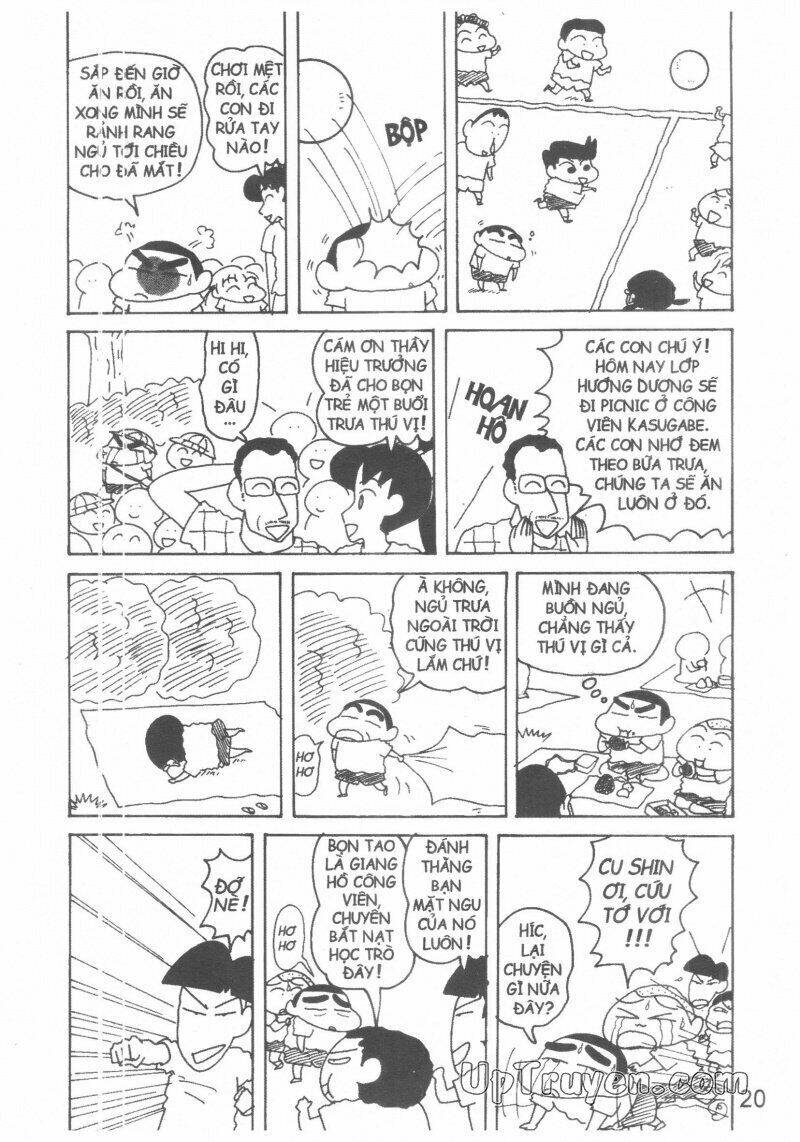 BỘP
CHƠI MỆT
RỒI, CÁC
CON ĐI
RỬA TAY
NÀO!
SẮP ĐẾN GIỜ
ĂN RỒI, ĂN
XONG MÌNH SẼ
RẢNH RANG
NGỦ TỚI CHIỀU
CHO ĐÃ MẮT!
CÁC CON CHÚ Ý!
HÔM NAY LỚP
HƯỚNG DƯƠNG SẼ
ĐI PICNIC Ở CÔNG
VIÊN KASUGABE.
CÁC CON NHỚ ĐEM
THEO BỮA TRƯA,
CHÚNG TA SẼ ĂN
LUÔN Ở ĐÓ.
HOAN
HÔ
CÁM ƠN THẦY
HIỆU TRƯỞNG
ĐÃ CHO BỌN
TRẺ MỘT BUỔI
TRƯA THÚ VỊ!
HI HI,
CÓ
GÌ
ĐÂU
...
MÌNH ĐANG
BUỒN NGỦ,
CHẲNG THẤY
THÚ VỊ GÌ CẢ.
À KHÔNG,
NGỦ TRƯA
NGOÀI TRỜI
CŨNG THÚ VỊ
LẮM CHỨ!
HƠ
HƠ
CU SHIN
ƠI, CỨU
TỚ VỚI
!!!
HÍC,
LẠI
CHUYỆN
GÌ NỮA
ĐÂY?
ĐÁNH
THẰNG
BẠN
MẶT NGU
CỦA NÓ
LUÔN!
BỌN TAO
LÀ GIANG
HỒ CÔNG
VIÊN,
CHUYÊN
BẮT NẠT
HỌC TRÒ
ĐÂY!
HƠ
HƠ
ĐỠ
NÈ!
UpTruyen.com
20